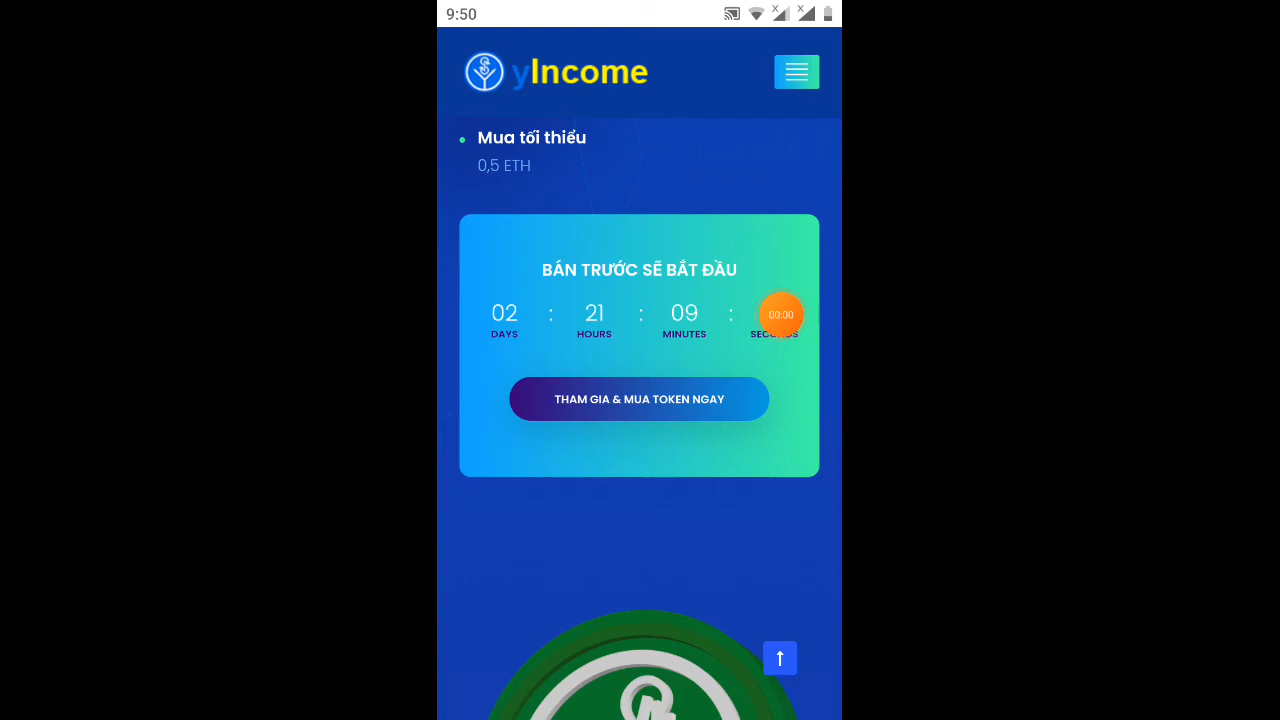 9:50
yIncome
Mua tối thiểu
0,5 ETH
BÁN TRƯỚC SẼ BẮT ĐẦU
02 : 21 : 09 :
00:00
DAYS HOURS MINUTES SECONDS
THAM GIA & MUA TOKEN NGAY